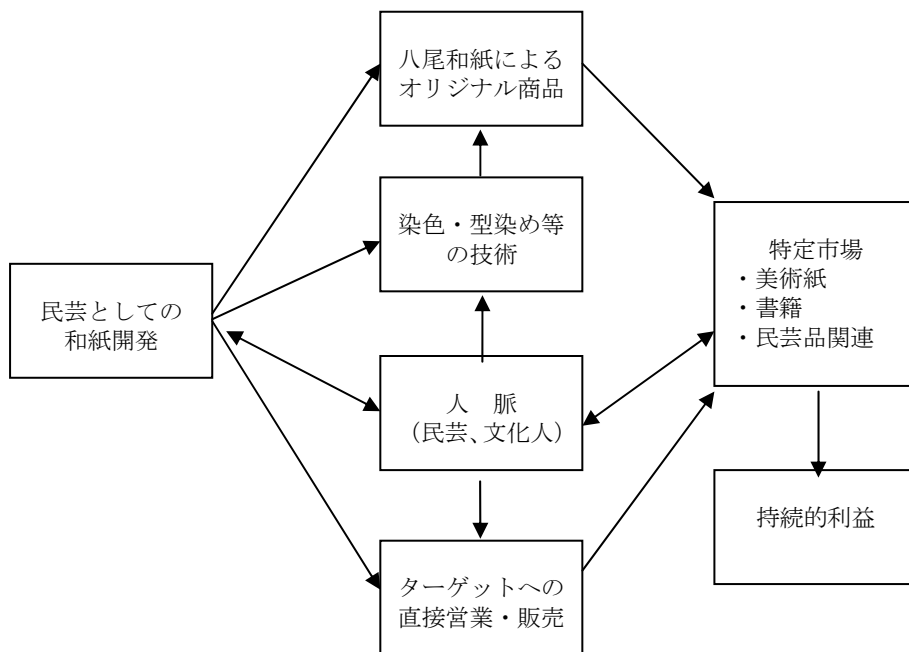 八尾和紙による
オリジナル商品
染色・型染め等
の技術
民芸としての
和紙開発
人　脈
（民芸、文化人）
ターゲットへの
直接営業・販売
特定市場
・美術紙
・書籍
・民芸品関連
持続的利益